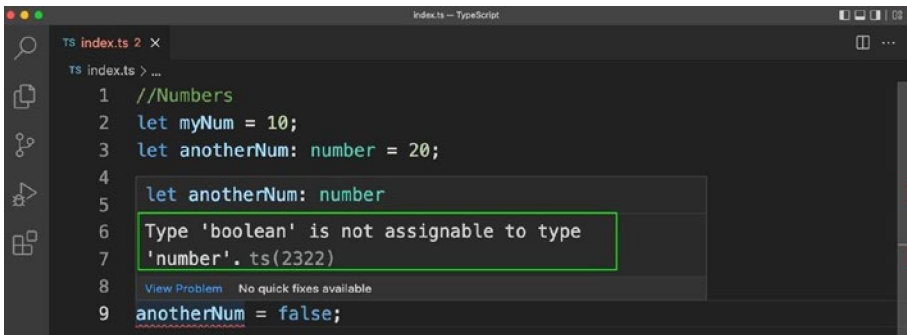 index.ts — TypeScript
TS index.ts 2 ×
TS index.ts > ...
1 //Numbers
2 let myNum = 10;
3 let anotherNum: number = 20;
4
let anotherNum: number
5
6 Type 'boolean' is not assignable to type
7 'number'. ts(2322)
8 View Problem No quick fixes available
9 anotherNum = false;